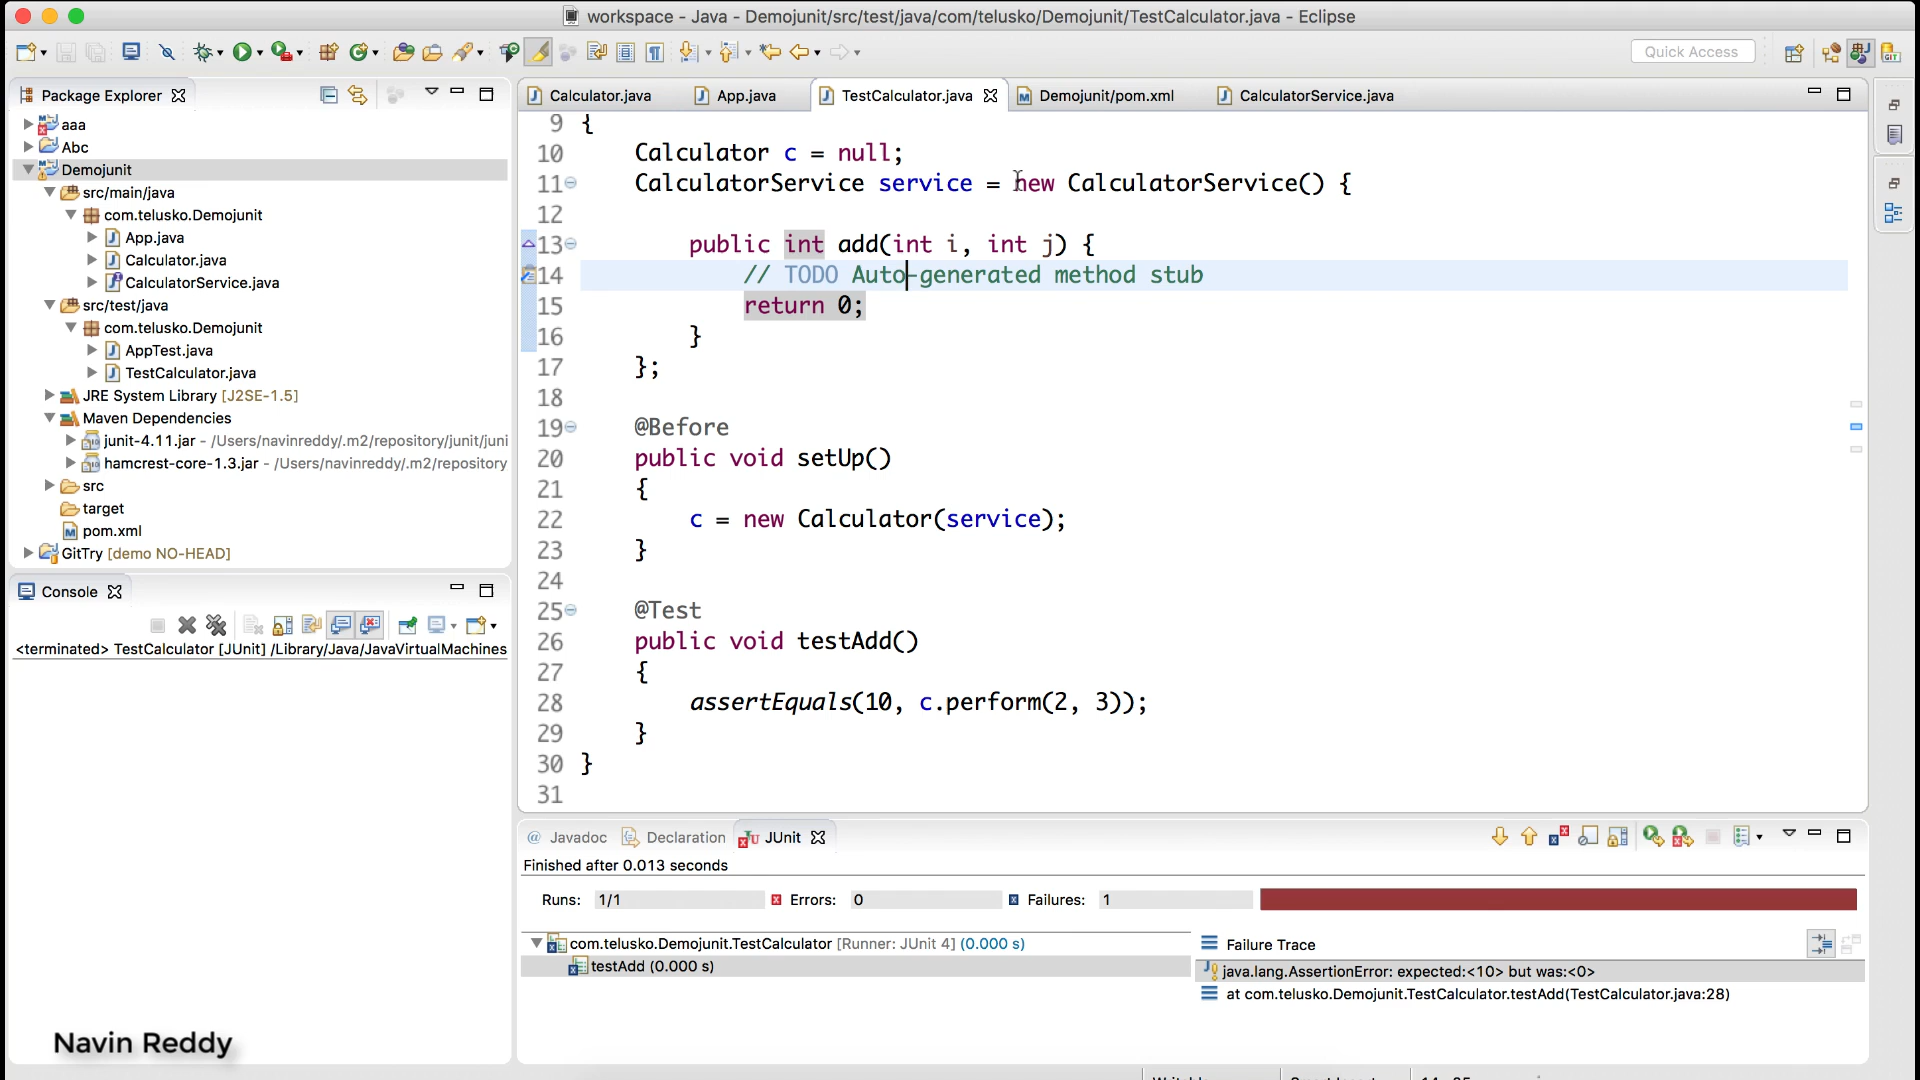 workspace - Java - Demojunit/src/test/java/com/telusko/Demojunit/TestCalculator.java - Eclipse
Quick Access
Package Explorer
aaa
Abc
Demojunit
src/main/java
com.telusko.Demojunit
App.java
Calculator.java
CalculatorService.java
src/test/java
com.telusko.Demojunit
AppTest.java
TestCalculator.java
JRE System Library [J2SE-1.5]
Maven Dependencies
junit-4.11.jar - /Users/navinreddy/.m2/repository/junit/juni
hamcrest-core-1.3.jar - /Users/navinreddy/.m2/repository
src
target
pom.xml
GitTry [demo NO-HEAD]
Console
<terminated> TestCalculator [JUnit] /Library/Java/JavaVirtualMachines
Navin Reddy
Calculator.java App.java TestCalculator.java Demojunit/pom.xml CalculatorService.java
9 {
10 Calculator c = null;
11 CalculatorService service = new CalculatorService() {
12
13 public int add(int i, int j) {
14 // TODO Auto-generated method stub
15 return 0;
16 }
17 };
18
19 @Before
20 public void setUp()
21 {
22 c = new Calculator(service);
23 }
24
25 @Test
26 public void testAdd()
27 {
28 assertEquals(10, c.perform(2, 3));
29 }
30 }
31
@ Javadoc Declaration JUnit
Finished after 0.013 seconds
Runs: 1/1 Errors: 0 Failures: 1
com.telusko.Demojunit.TestCalculator [Runner: JUnit 4] (0.000 s)
testAdd (0.000 s)
Failure Trace
java.lang.AssertionError: expected:<10> but was:<0>
at com.telusko.Demojunit.TestCalculator.testAdd(TestCalculator.java:28)